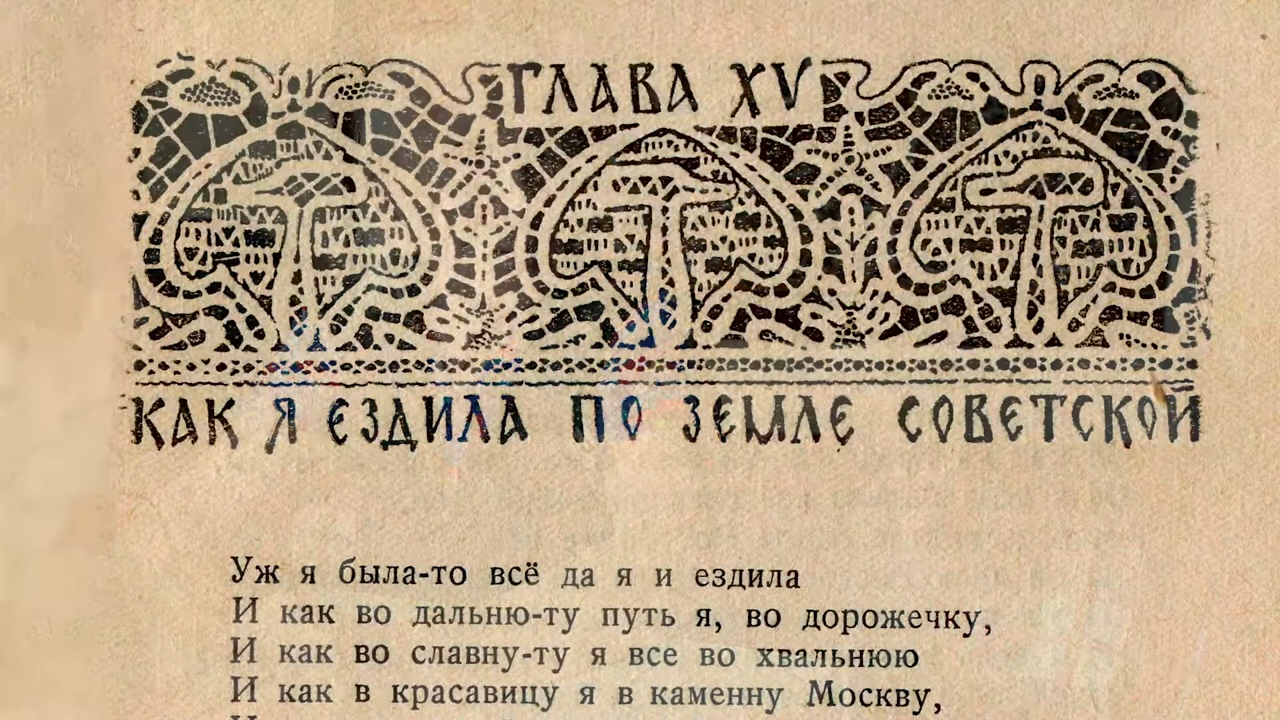 ГЛАВА XV
КАК Я ЕЗДИЛА ПО ЗЕМЛЕ СОВЕТСКОЙ
Уж я была-то всё да я и ездила
И как во дальню-ту путь я, во дорожечку,
И как во славну-ту я все во хвальнюю
И как в красавицу я в каменну Москву,